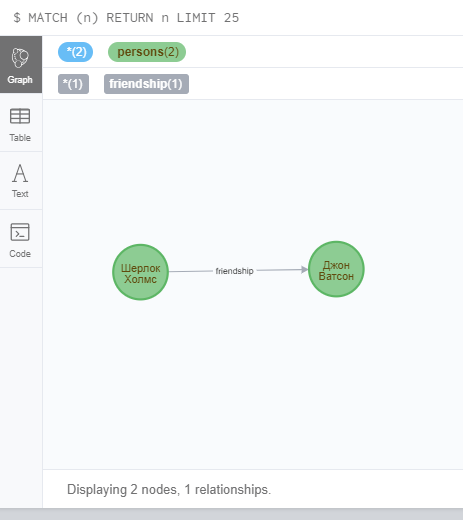 $ MATCH (n) RETURN n LIMIT 25
*(2) persons(2)
*(1) friendship(1)
Graph
Table
Text
Code
Шерлок
Холмс
friendship
Джон
Ватсон
Displaying 2 nodes, 1 relationships.